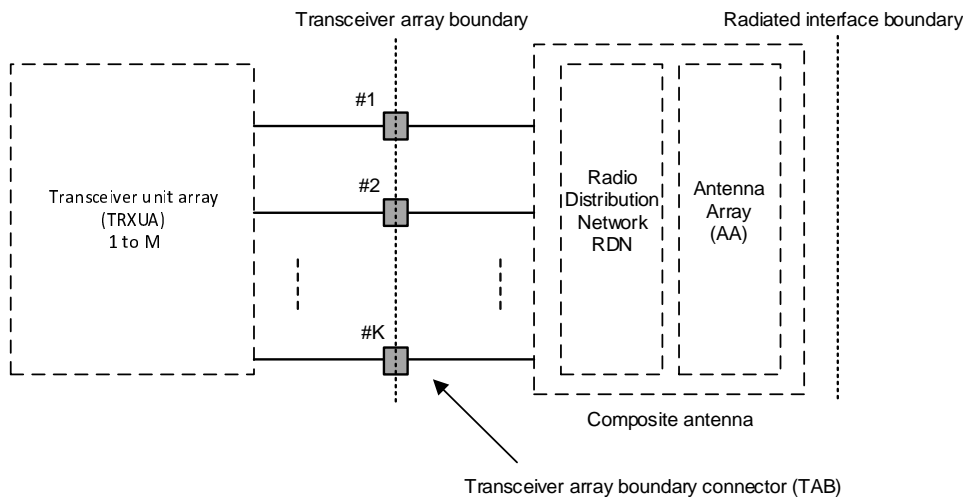 Transceiver array boundary
Radiated interface boundary
#1
#2
#K
Transceiver unit array
(TRXUA)
1 to M
Radio
Distribution
Network
RDN
Antenna
Array
(AA)
Composite antenna
Transceiver array boundary connector (TAB)